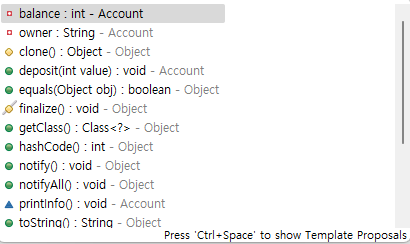 balance : int - Account
owner : String - Account
clone() : Object - Object
deposit(int value) : void - Account
equals(Object obj) : boolean - Object
finalize() : void - Object
getClass() : Class<?> - Object
hashCode() : int - Object
notify() : void - Object
notifyAll() : void - Object
printInfo() : void - Account
toString() : String - Object
Press 'Ctrl+Space' to show Template Proposals